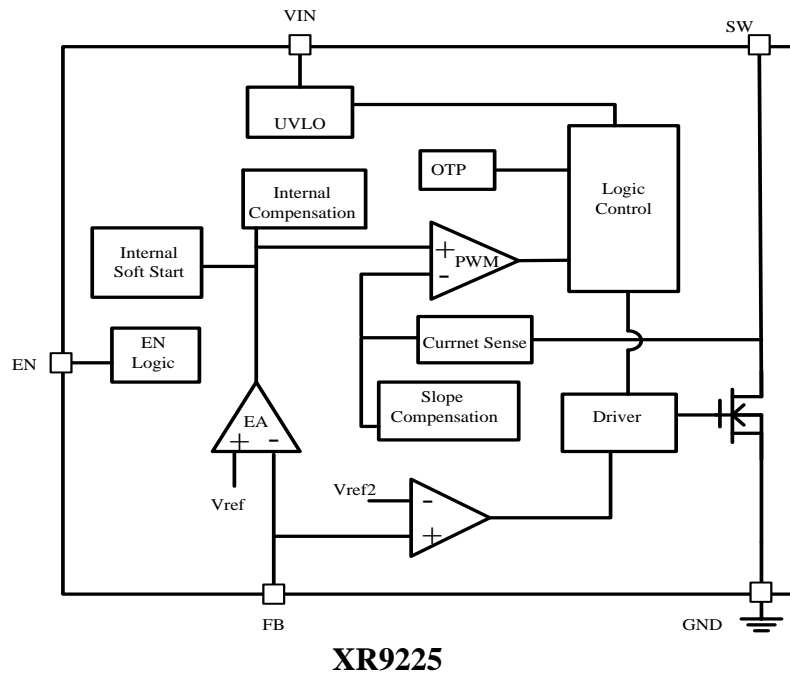 VIN
SW
UVLO
OTP
Logic
Control
Internal
Compensation
Internal
Soft Start
+
PWM
-
EN
EN
Logic
Currnet Sense
Slope
Compensation
EA
+
-
Driver
Vref
Vref2
-
+
FB
GND
XR9225